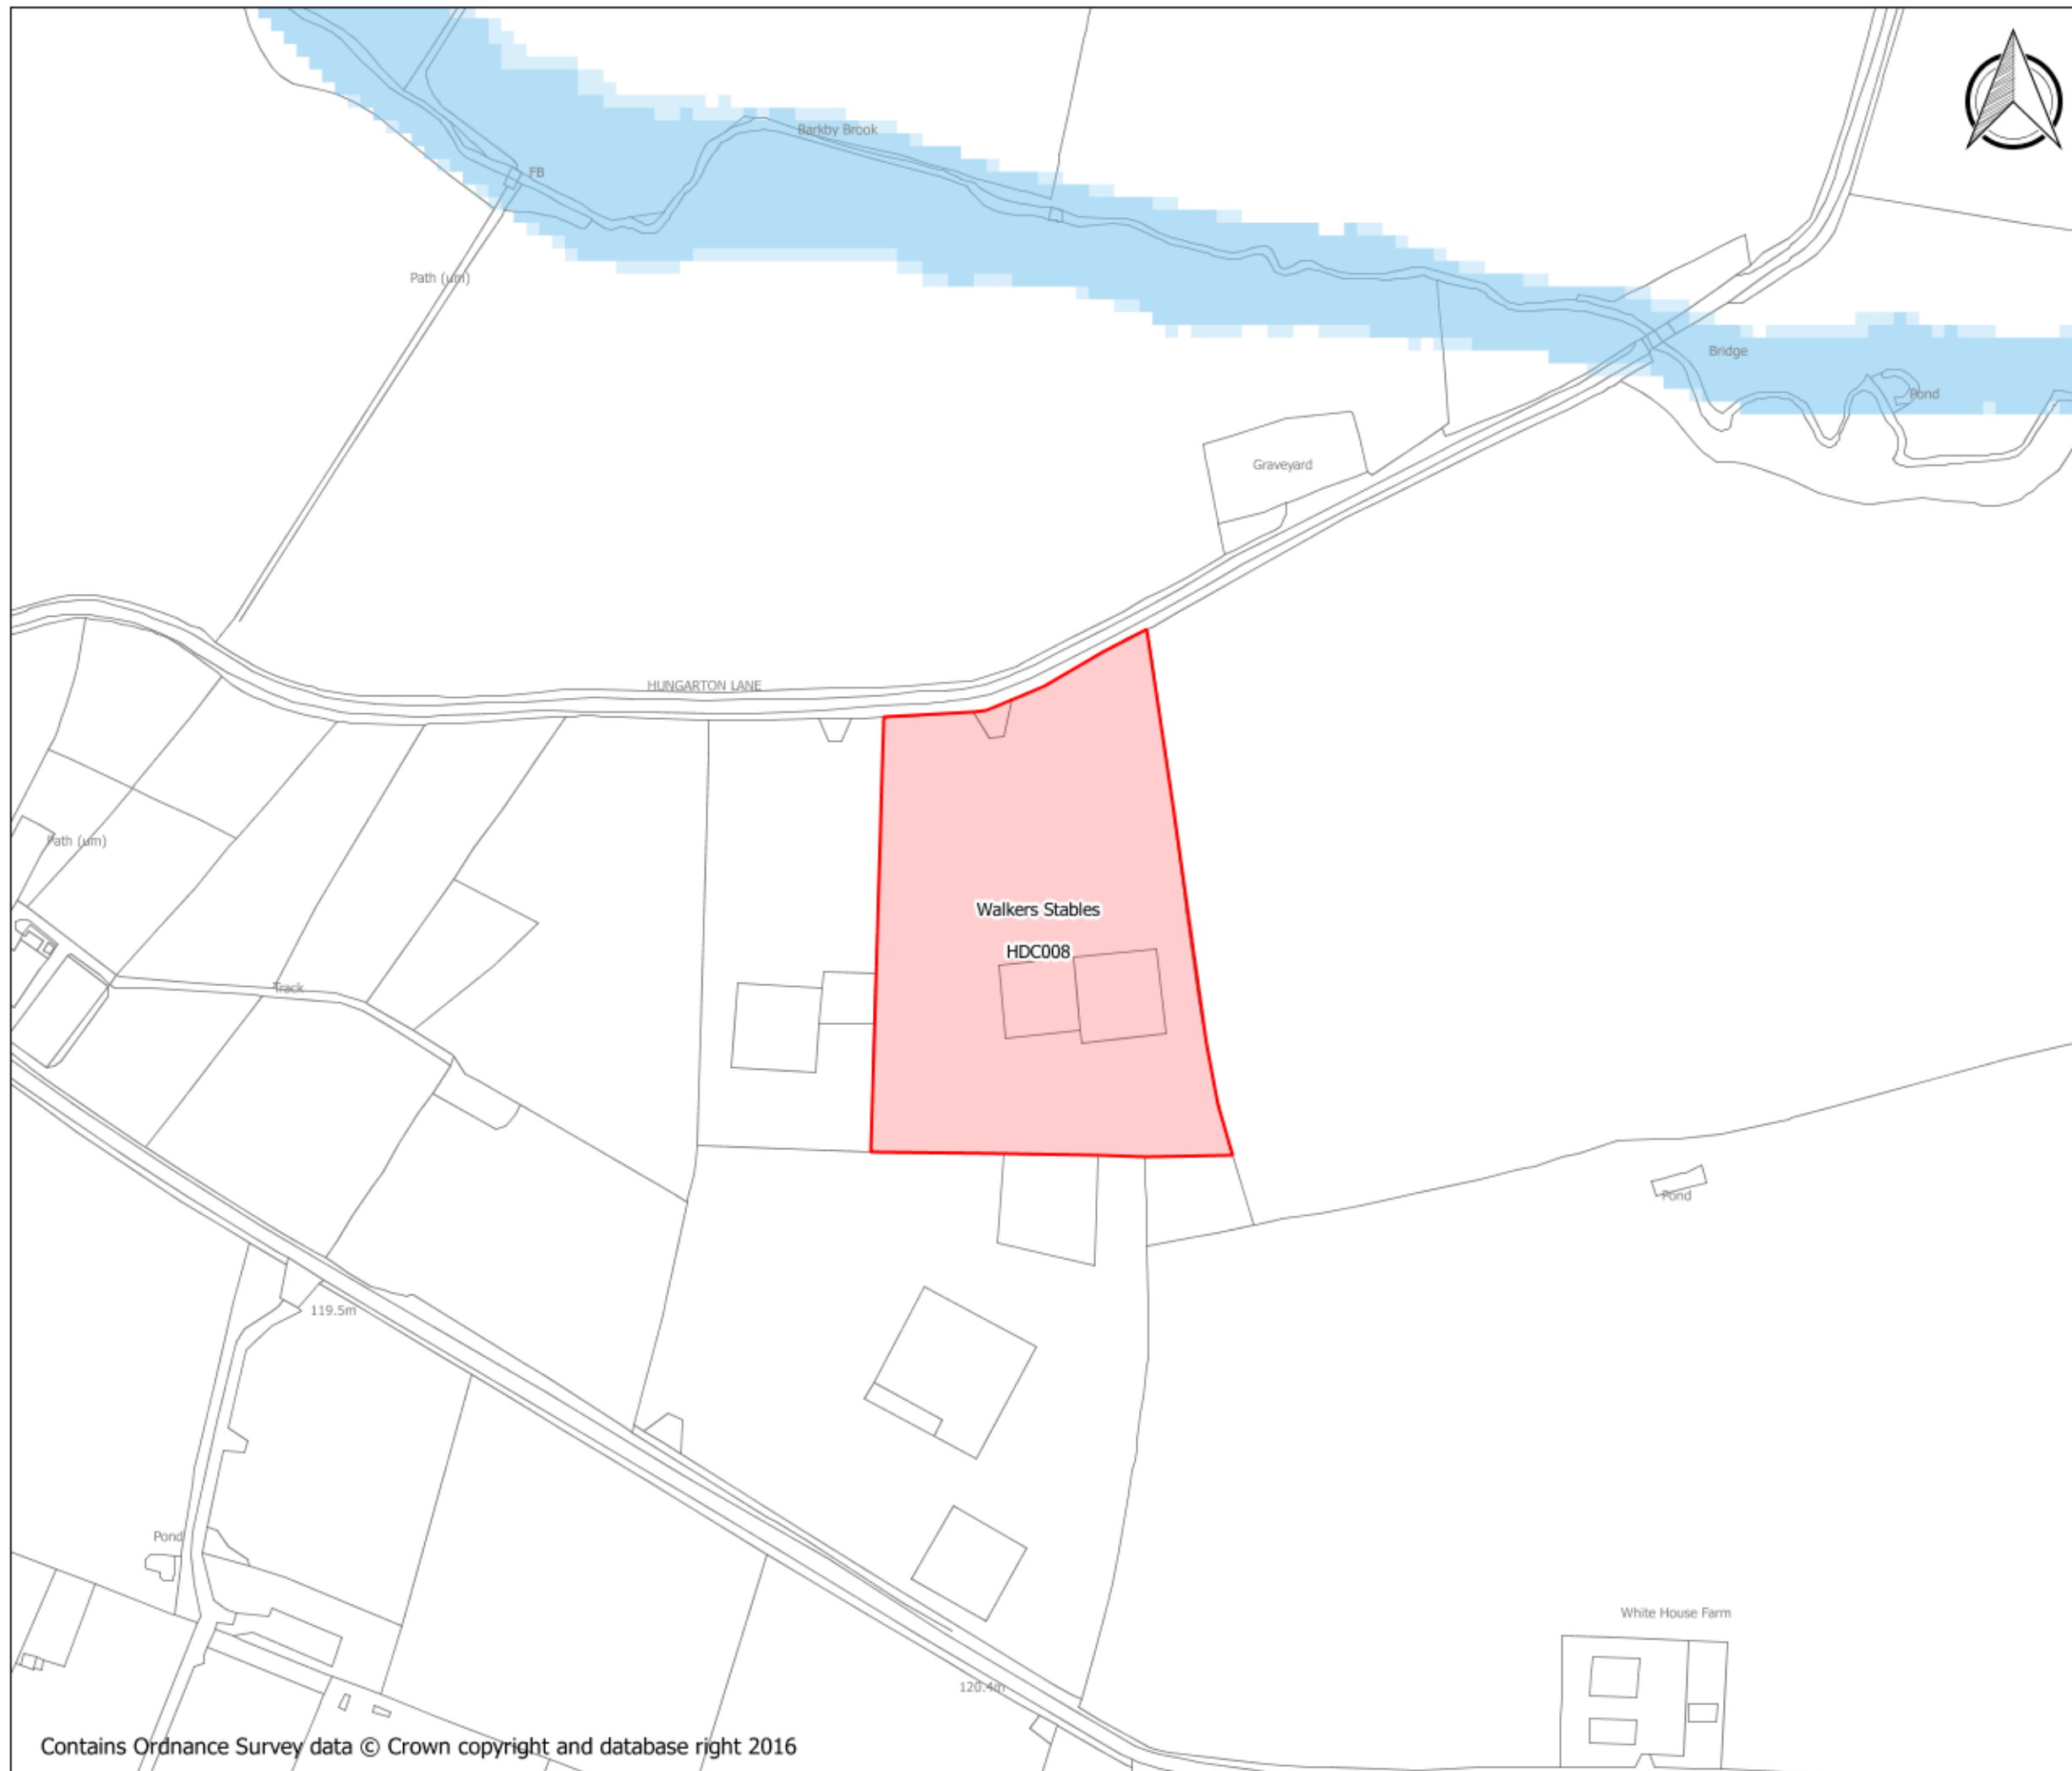 Barkby Brook
FB
Path (um)
Bridge
Pond
Graveyard
HUNGARTON LANE
Path (um)
Walkers Stables
HDC008
Track
Pond
119.5m
Pond
White House Farm
120.4m
Contains Ordnance Survey data © Crown copyright and database right 2016